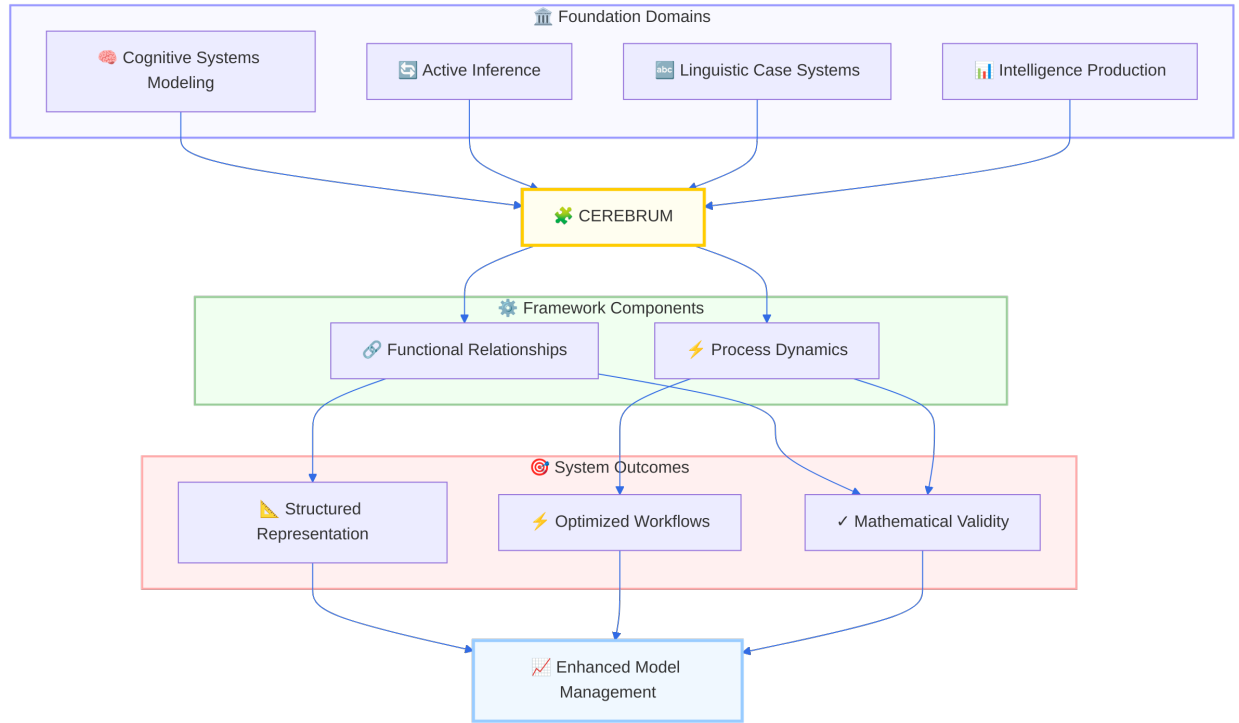 🏛️ Foundation Domains
🧠 Cognitive Systems
Modeling
🔄 Active Inference
🔤 Linguistic Case Systems
📊 Intelligence Production
🧩 CEREBRUM
⚙️ Framework Components
🔗 Functional Relationships
⚡ Process Dynamics
🎯 System Outcomes
📐 Structured
Representation
⚡ Optimized Workflows
✓ Mathematical Validity
📈 Enhanced Model
Management